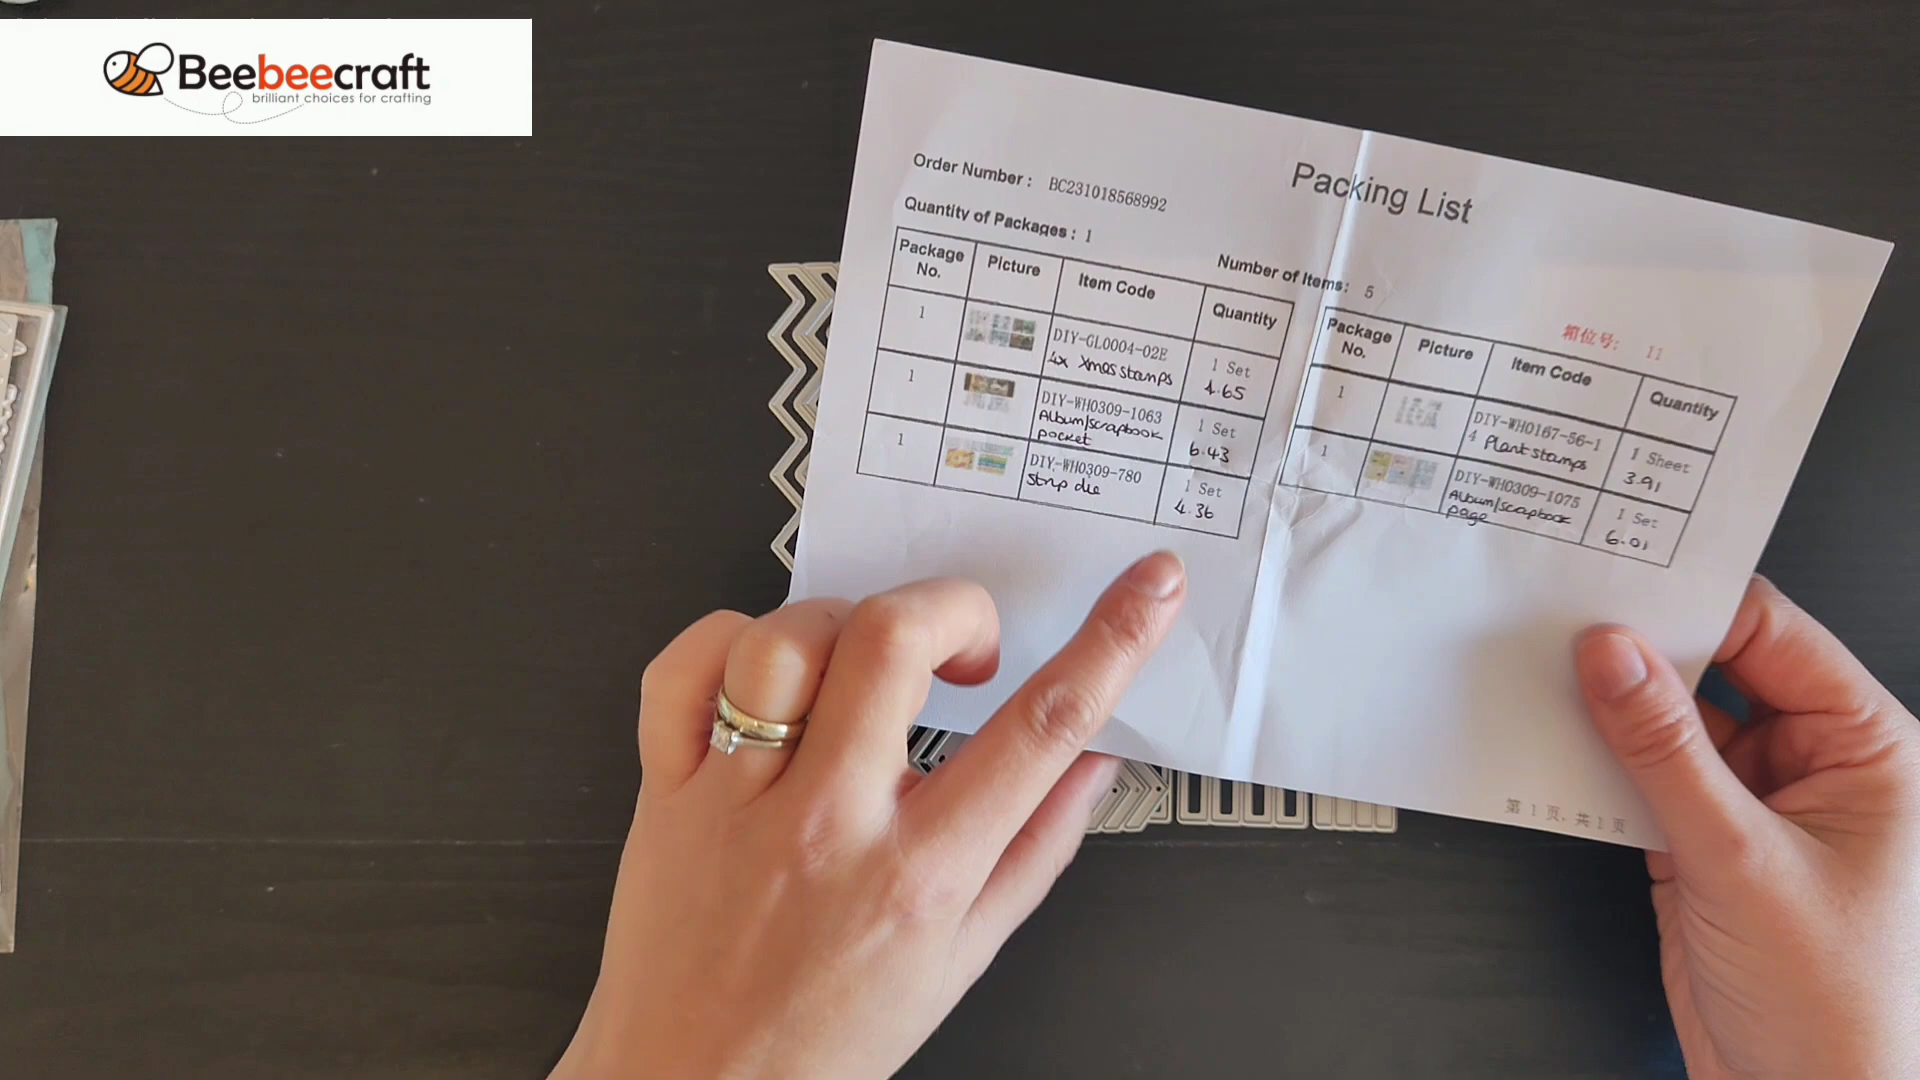 Beebeecraft
brilliant choices for crafting
Packing List
Order Number: BC231018568992
Quantity of Packages: 1
Number of Items: 5
Package No. Picture Item Code Quantity
1 DIY-GL0004-02E 1 Set
4x Xmas stamps 4.65
1 DIY-WH0309-1063 1 Set
Album/scrapbook pocket 6.43
1 DIY-WH0309-780 1 Set
Strip die 4.36
箱位号: 11
Package No. Picture Item Code Quantity
1 DIY-WH0167-56-1 1 Sheet
4 Plant stamps 3.91
1 DIY-WH0309-1075 1 Set
Album/scrapbook page 6.01
第 1 页, 共 1 页